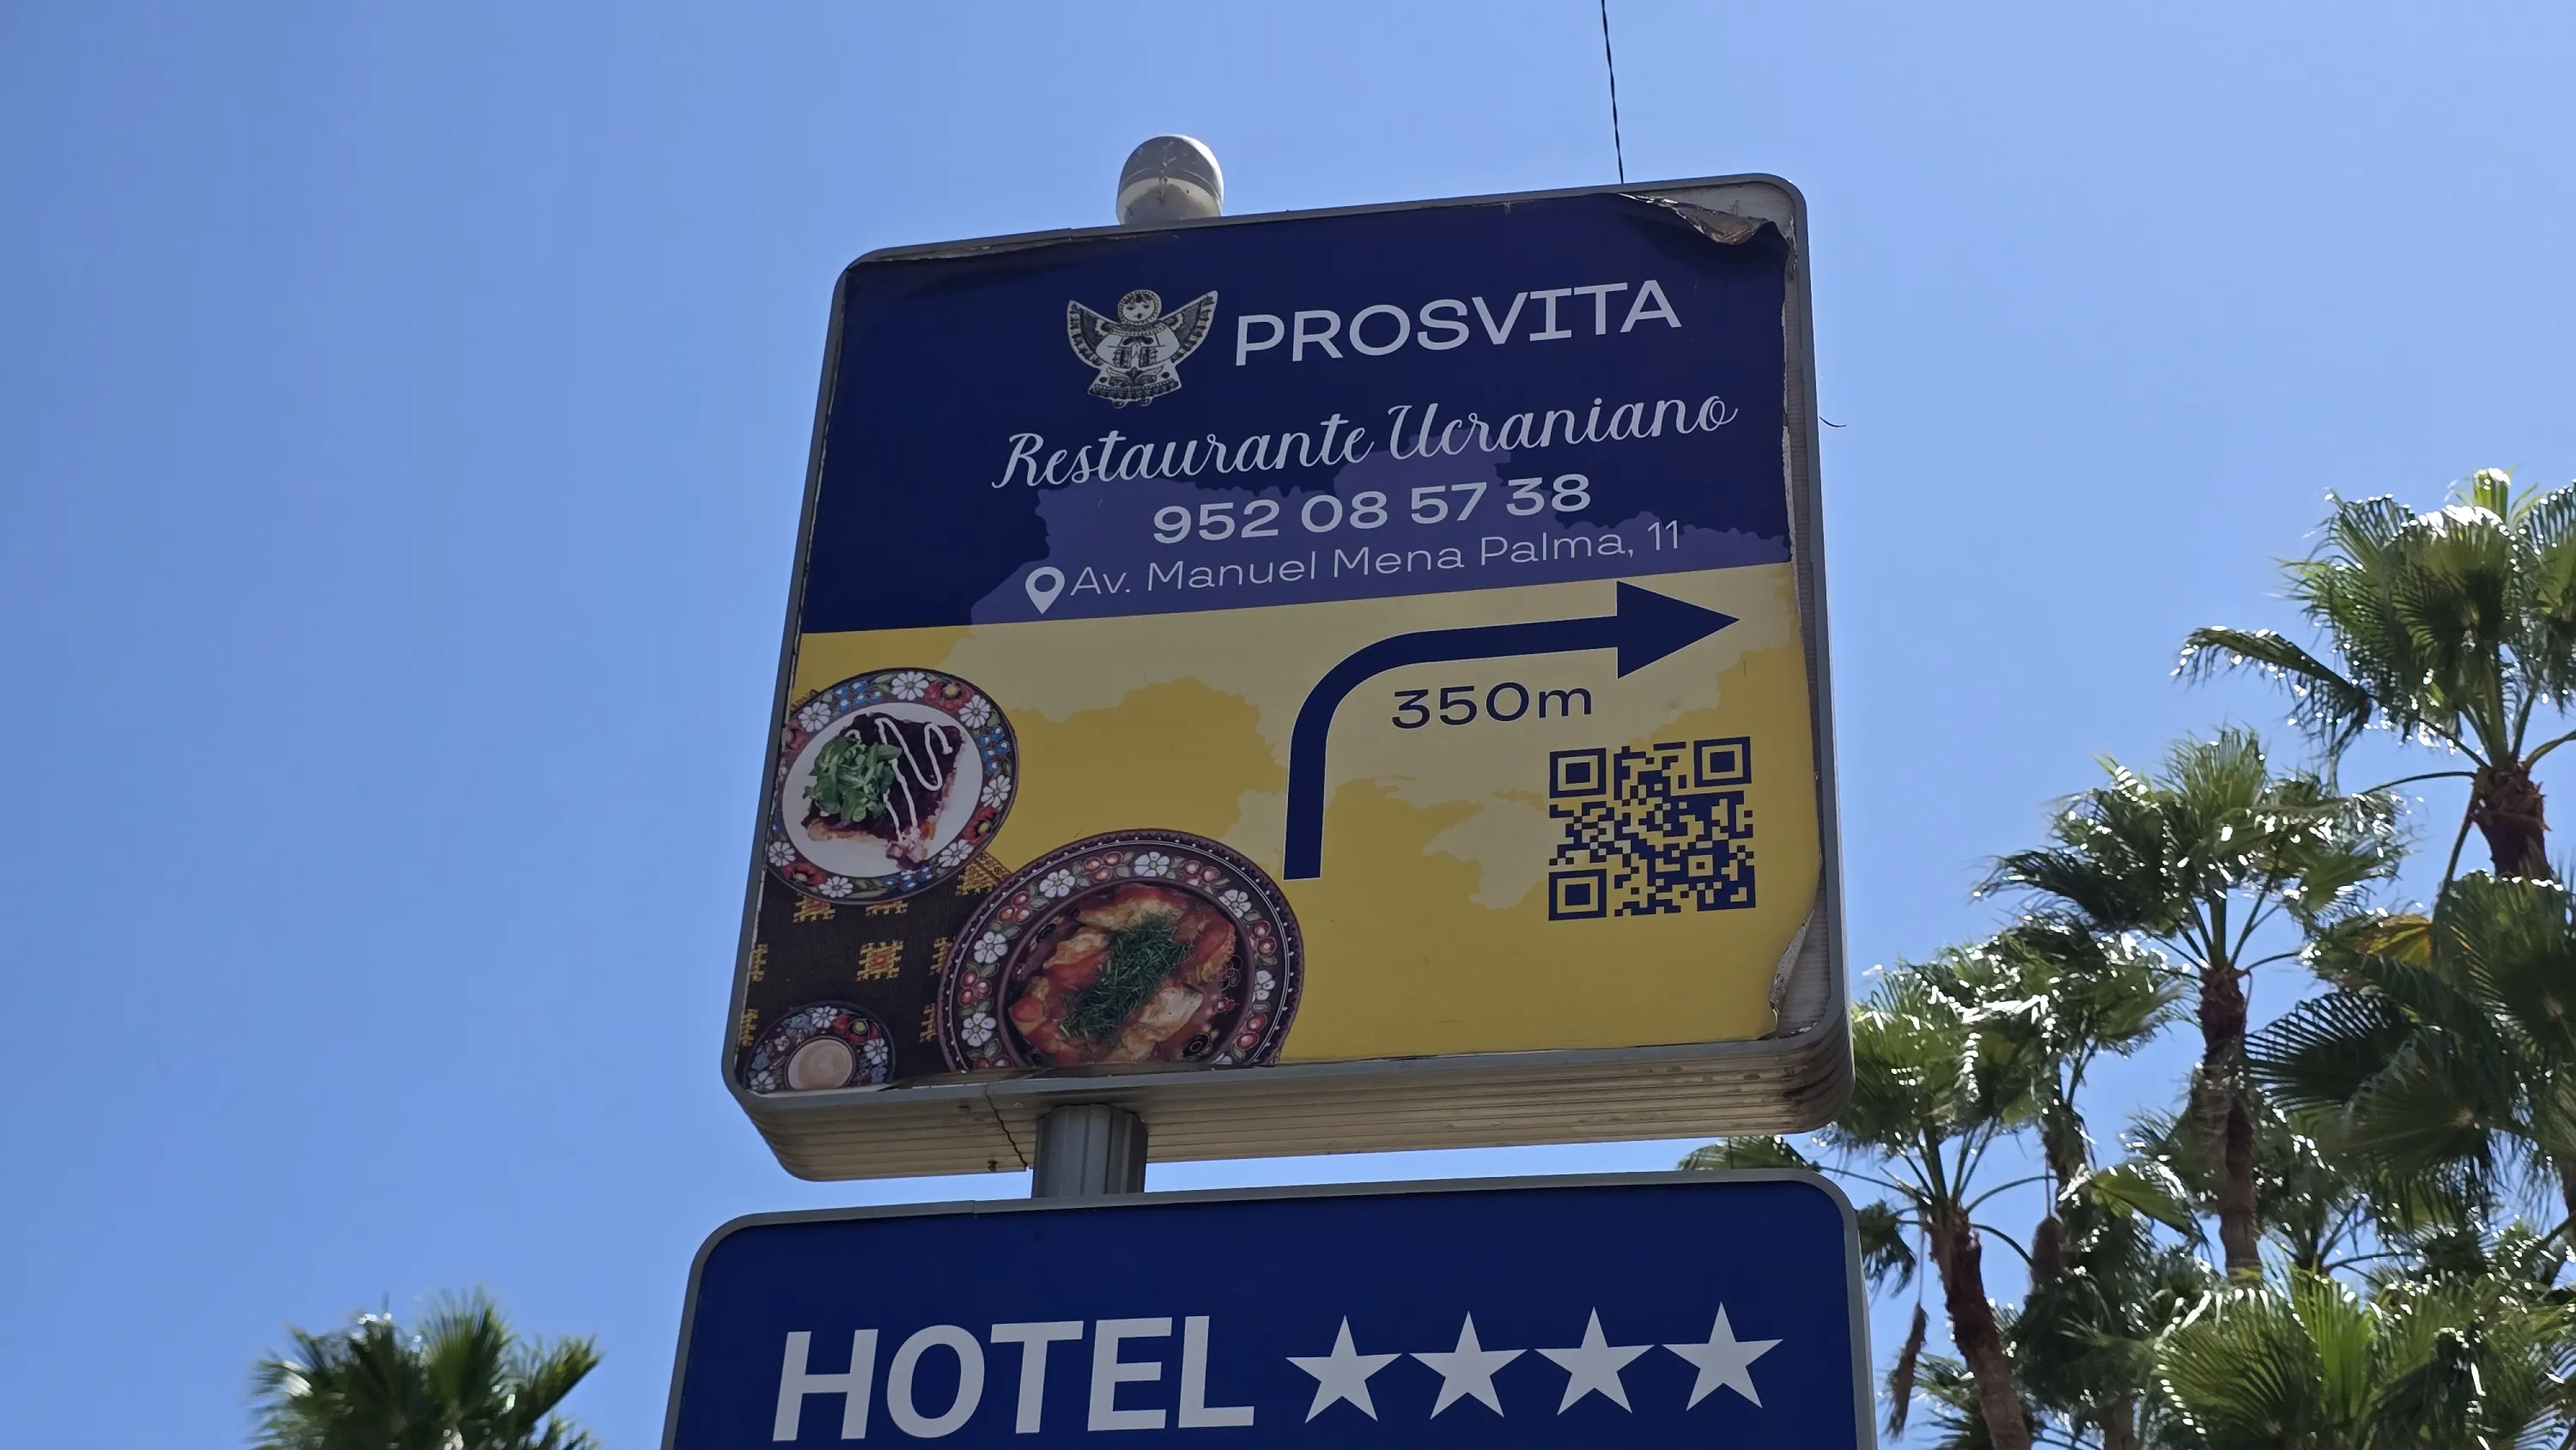 PROSVITA
Restaurante Ucraniano
952 08 57 38
Av. Manuel Mena Palma, 11
350m
HOTEL ★★★★